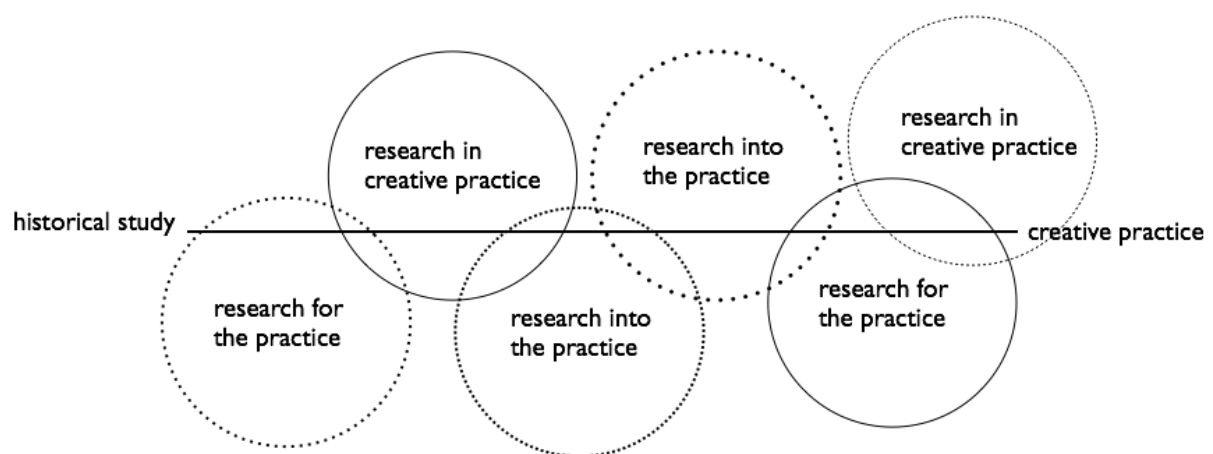 research in
creative practice
research into
the practice
research in
creative practice
historical study
creative practice
research for
the practice
research into
the practice
research for
the practice